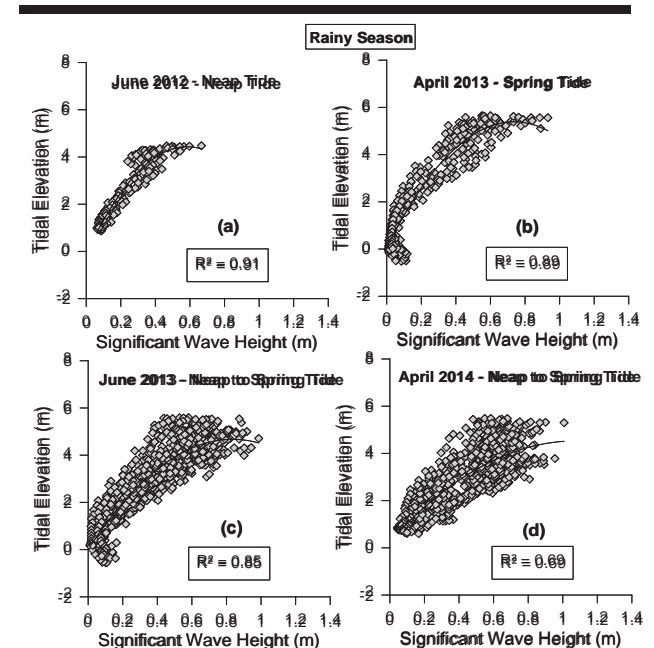 Rainy Season
June 2012 - Neap Tide
8
6
4
2
0
-2
Tidal Elevation (m)
(a)
R² = 0.91
0 0.2 0.4 0.6 0.8 1 1.2 1.4
Significant Wave Height (m)
April 2013 - Spring Tide
8
6
4
2
0
-2
Tidal Elevation (m)
(b)
R² = 0.89
0 0.2 0.4 0.6 0.8 1 1.2 1.4
Significant Wave Height (m)
June 2013 - Neap to Spring Tide
8
6
4
2
0
-2
Tidal Elevation (m)
(c)
R² = 0.85
0 0.2 0.4 0.6 0.8 1 1.2 1.4
Significant Wave Height (m)
April 2014 - Neap to Spring Tide
8
6
4
2
0
-2
Tidal Elevation (m)
(d)
R² = 0.69
0 0.2 0.4 0.6 0.8 1 1.2 1.4
Significant Wave Height (m)